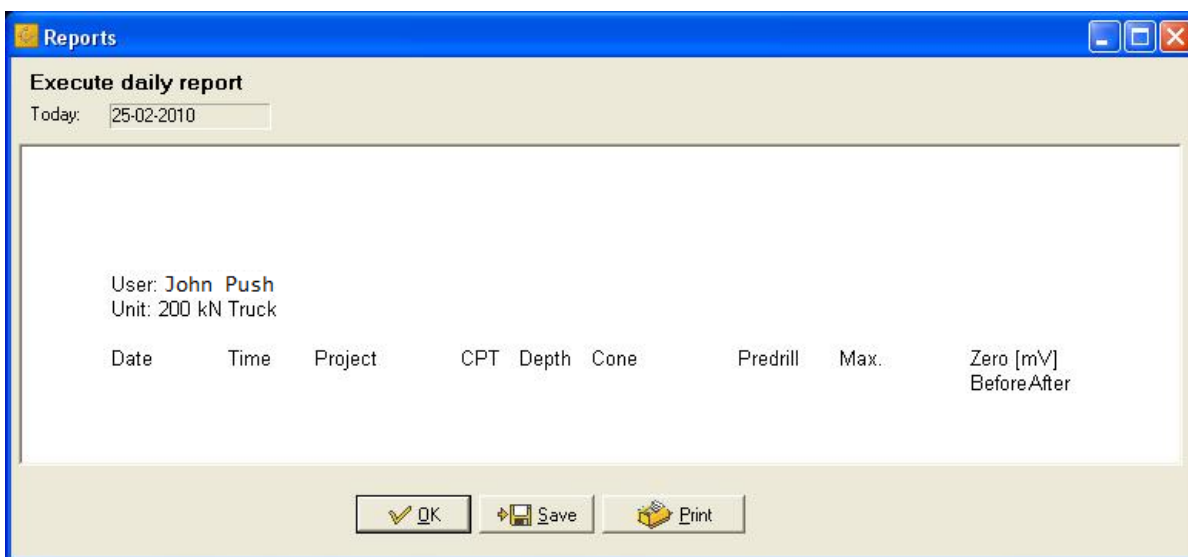 Reports
Execute daily report
Today: 25-02-2010
User: John Push
Unit: 200 kN Truck
Date Time Project CPT Depth Cone Predrill Max. Zero [mV]
BeforeAfter
OK Save Print